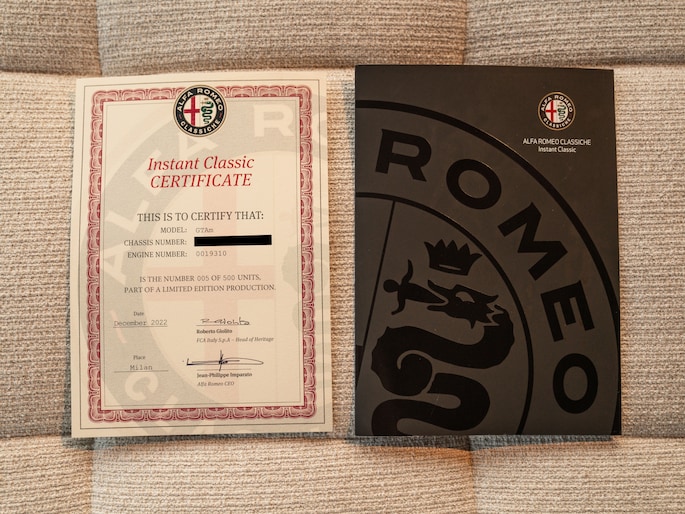 ALFA ROMEO
CLASSICHE
Instant Classic
CERTIFICATE
THIS IS TO CERTIFY THAT:
MODEL: GTAm
CHASSIS NUMBER:
ENGINE NUMBER: 0019310
IS THE NUMBER 005 OF 500 UNITS,
PART OF A LIMITED EDITION PRODUCTION.
Date
December 2022
Roberto Giolito
FCA Italy S.p.A - Head of Heritage
Place
Milan
Jean-Philippe Imparato
Alfa Romeo CEO
ALFA ROMEO
CLASSICHE
ALFA ROMEO CLASSICHE
Instant Classic
ROMEO